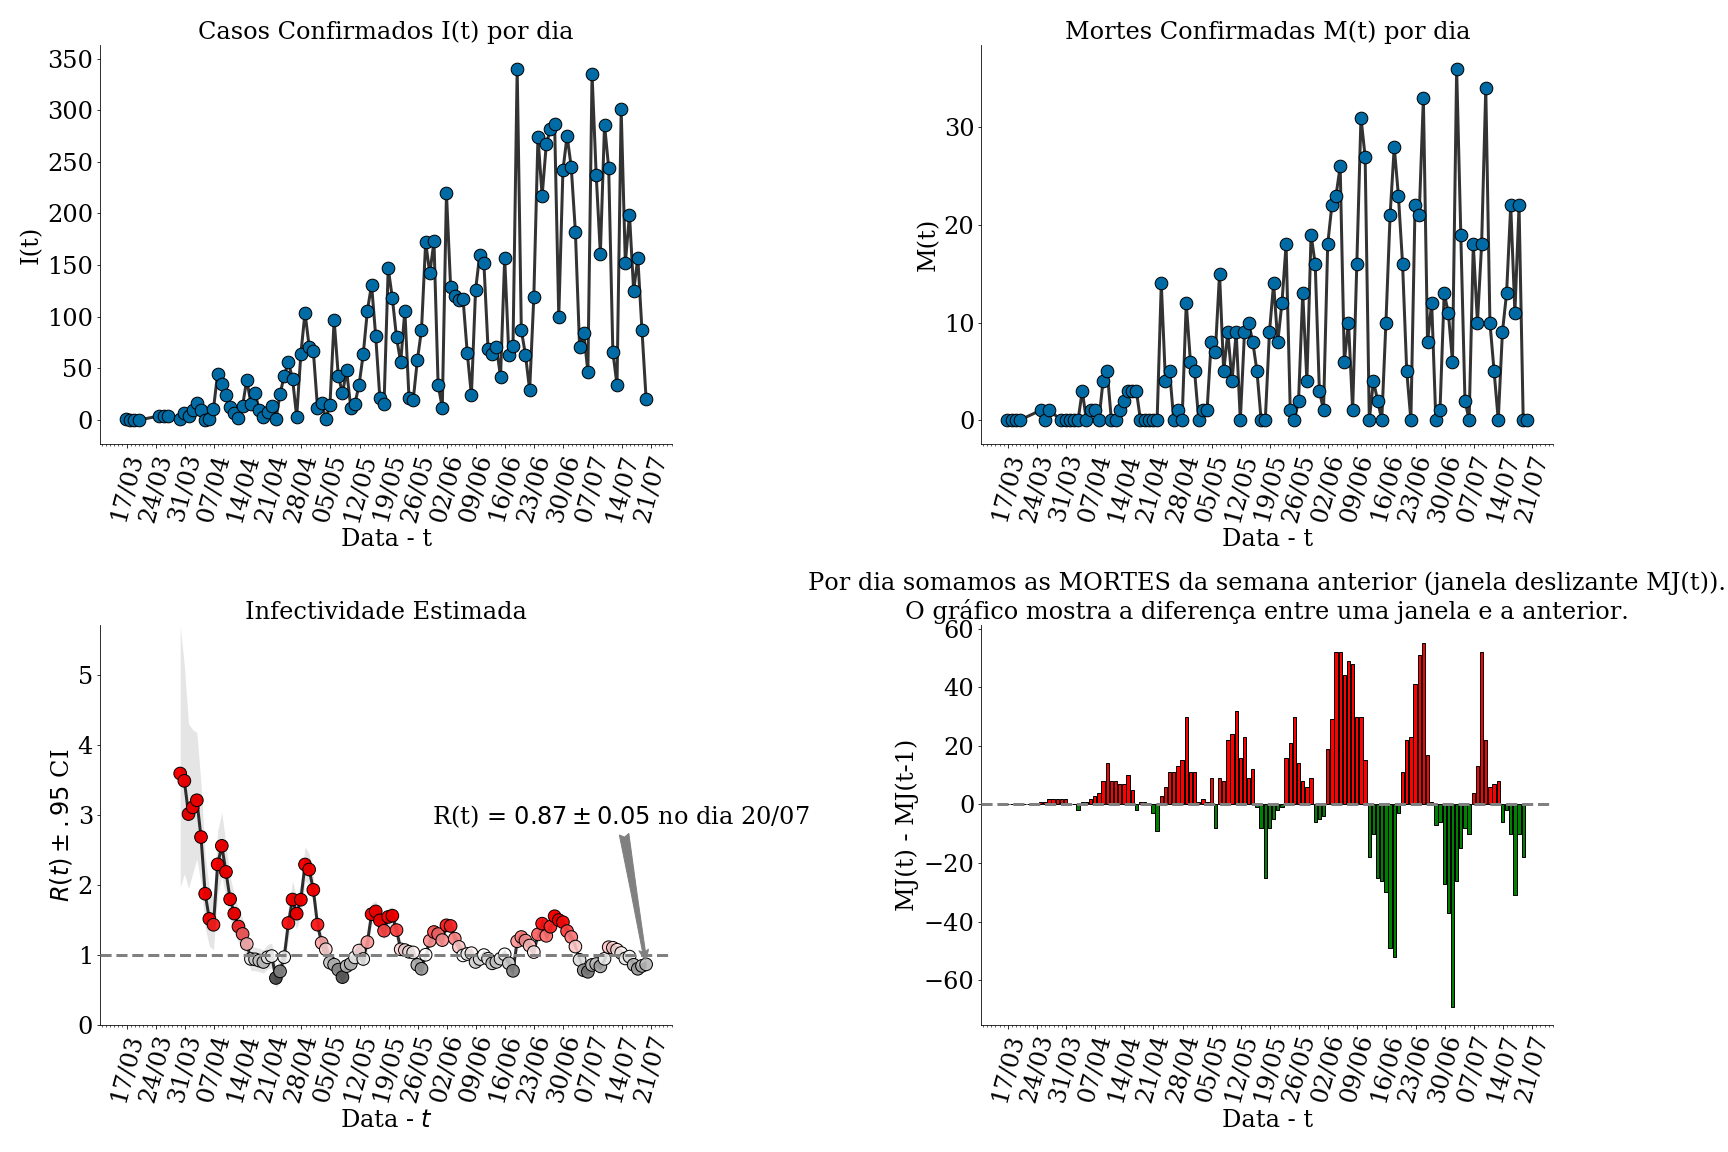 Casos Confirmados I(t) por dia
350
300
250
200
150
100
50
0
I(t)
17/03 24/03 31/03 07/04 14/04 21/04 28/04 05/05 12/05 19/05 26/05 02/06 09/06 16/06 23/06 30/06 07/07 14/07 21/07
Data - t
Mortes Confirmadas M(t) por dia
30
20
10
0
M(t)
17/03 24/03 31/03 07/04 14/04 21/04 28/04 05/05 12/05 19/05 26/05 02/06 09/06 16/06 23/06 30/06 07/07 14/07 21/07
Data - t
Infectividade Estimada
5
4
3
2
1
0
R(t) ± .95 CI
R(t) = 0.87 ± 0.05 no dia 20/07
17/03 24/03 31/03 07/04 14/04 21/04 28/04 05/05 12/05 19/05 26/05 02/06 09/06 16/06 23/06 30/06 07/07 14/07 21/07
Data - t
Por dia somamos as MORTES da semana anterior (janela deslizante MJ(t)).
O gráfico mostra a diferença entre uma janela e a anterior.
60
40
20
0
−20
−40
−60
MJ(t) - MJ(t-1)
17/03 24/03 31/03 07/04 14/04 21/04 28/04 05/05 12/05 19/05 26/05 02/06 09/06 16/06 23/06 30/06 07/07 14/07 21/07
Data - t